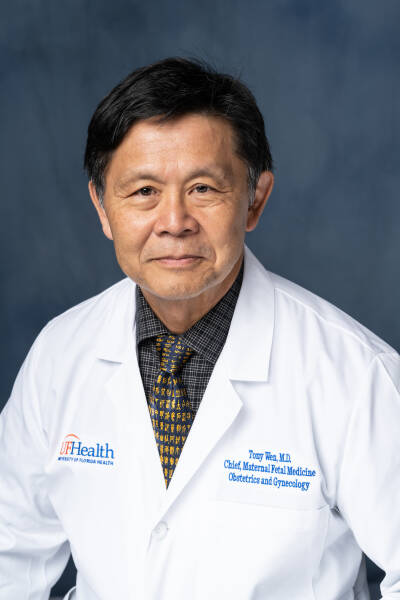 UFHealth
UNIVERSITY OF FLORIDA HEALTH
Tony Wen, M.D.
Chief, Maternal Fetal Medicine
Obstetrics and Gynecology